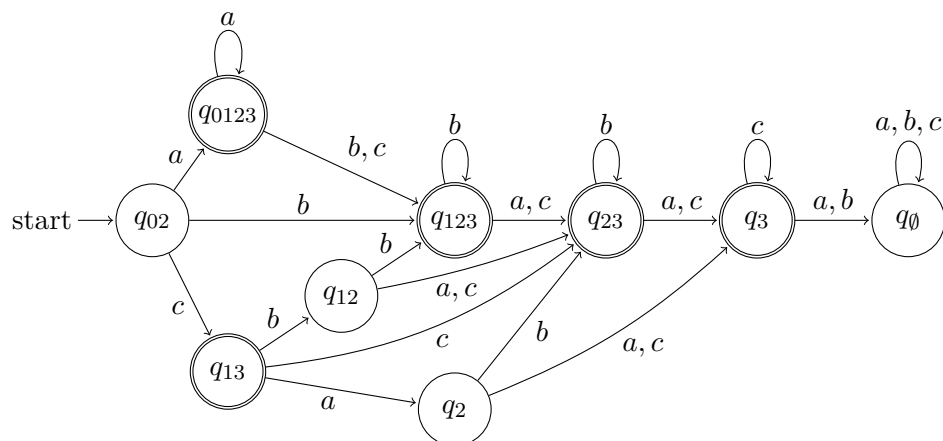 a
q0123
b, c
b
b
c
a, b, c
a
start
q02
b
q123
a, c
q23
a, c
q3
a, b
q∅
b
q12
a, c
c
b
c
b
a, c
q13
a
q2